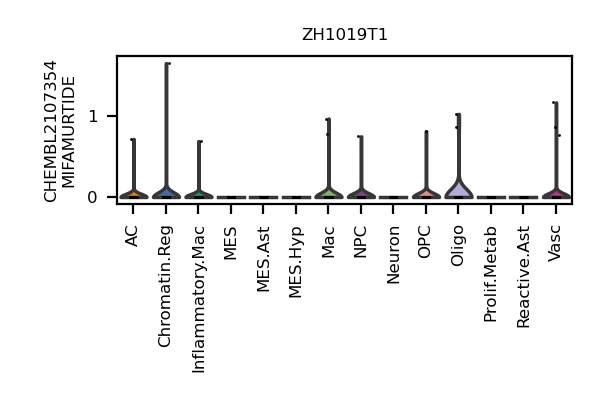 ZH1019T1
CHEMBL2107354
MIFAMURTIDE
1
0
AC
Chromatin.Reg
Inflammatory.Mac
MES
MES.Ast
MES.Hyp
Mac
NPC
Neuron
OPC
Oligo
Prolif.Metab
Reactive.Ast
Vasc